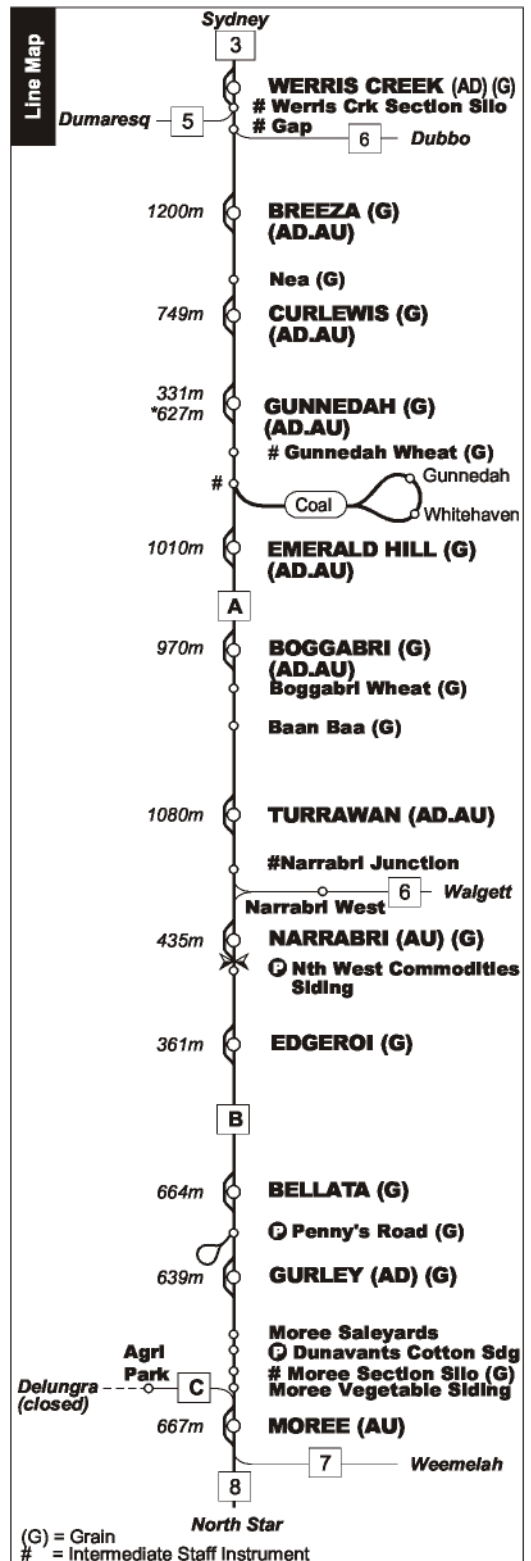 Line Map
Sydney
3
WERRIS CREEK (AD) (G)
# Werris Crk Section Silo
Dumaresq
5
# Gap
6
Dubbo
1200m
BREEZA (G)
(AD.AU)
Nea (G)
749m
CURLEWIS (G)
(AD.AU)
331m
*627m
GUNNEDAH (G)
(AD.AU)
# Gunnedah Wheat (G)
Gunnedah
#
Coal
Whitehaven
1010m
EMERALD HILL (G)
(AD.AU)
A
970m
BOGGABRI (G)
(AD.AU)
Boggabri Wheat (G)
Baan Baa (G)
1080m
TURRAWAN (AD.AU)
#Narrabri Junction
6
Walgett
Narrabri West
435m
NARRABRI (AU) (G)
P Nth West Commodities
Siding
361m
EDGEROI (G)
B
664m
BELLATA (G)
P Penny's Road (G)
639m
GURLEY (AD) (G)
Moree Saleyards
P Dunavants Cotton Sdg
Agri
Park
# Moree Section Silo (G)
Delungra
(closed)
C
Moree Vegetable Siding
667m
MOREE (AU)
7
Weemelah
8
North Star
(G) = Grain
# = Intermediate Staff Instrument